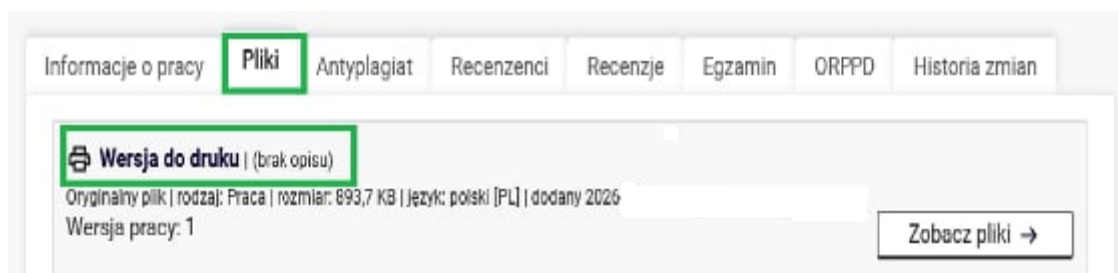 Informacje o pracy Pliki Antyplagiat Recenzenci Recenzje Egzamin ORPPD Historia zmian
Wersja do druku | (brak opisu)
Oryginalny plik | rodzaj: Praca | rozmiar: 893,7 KB | język: polski [PL] | dodany 2026-
Wersja pracy: 1
Zobacz pliki →